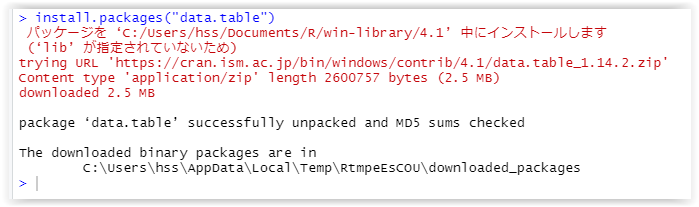 > install.packages("data.table")
パッケージを ‘C:/Users/hss/Documents/R/win-library/4.1’ 中にインストールします
(‘lib’ が指定されていないため)
trying URL 'https://cran.ism.ac.jp/bin/windows/contrib/4.1/data.table_1.14.2.zip'
Content type 'application/zip' length 2600757 bytes (2.5 MB)
downloaded 2.5 MB
package ‘data.table’ successfully unpacked and MD5 sums checked
The downloaded binary packages are in
C:\Users\hss\AppData\Local\Temp\RtmpeEsCOU\downloaded_packages
>